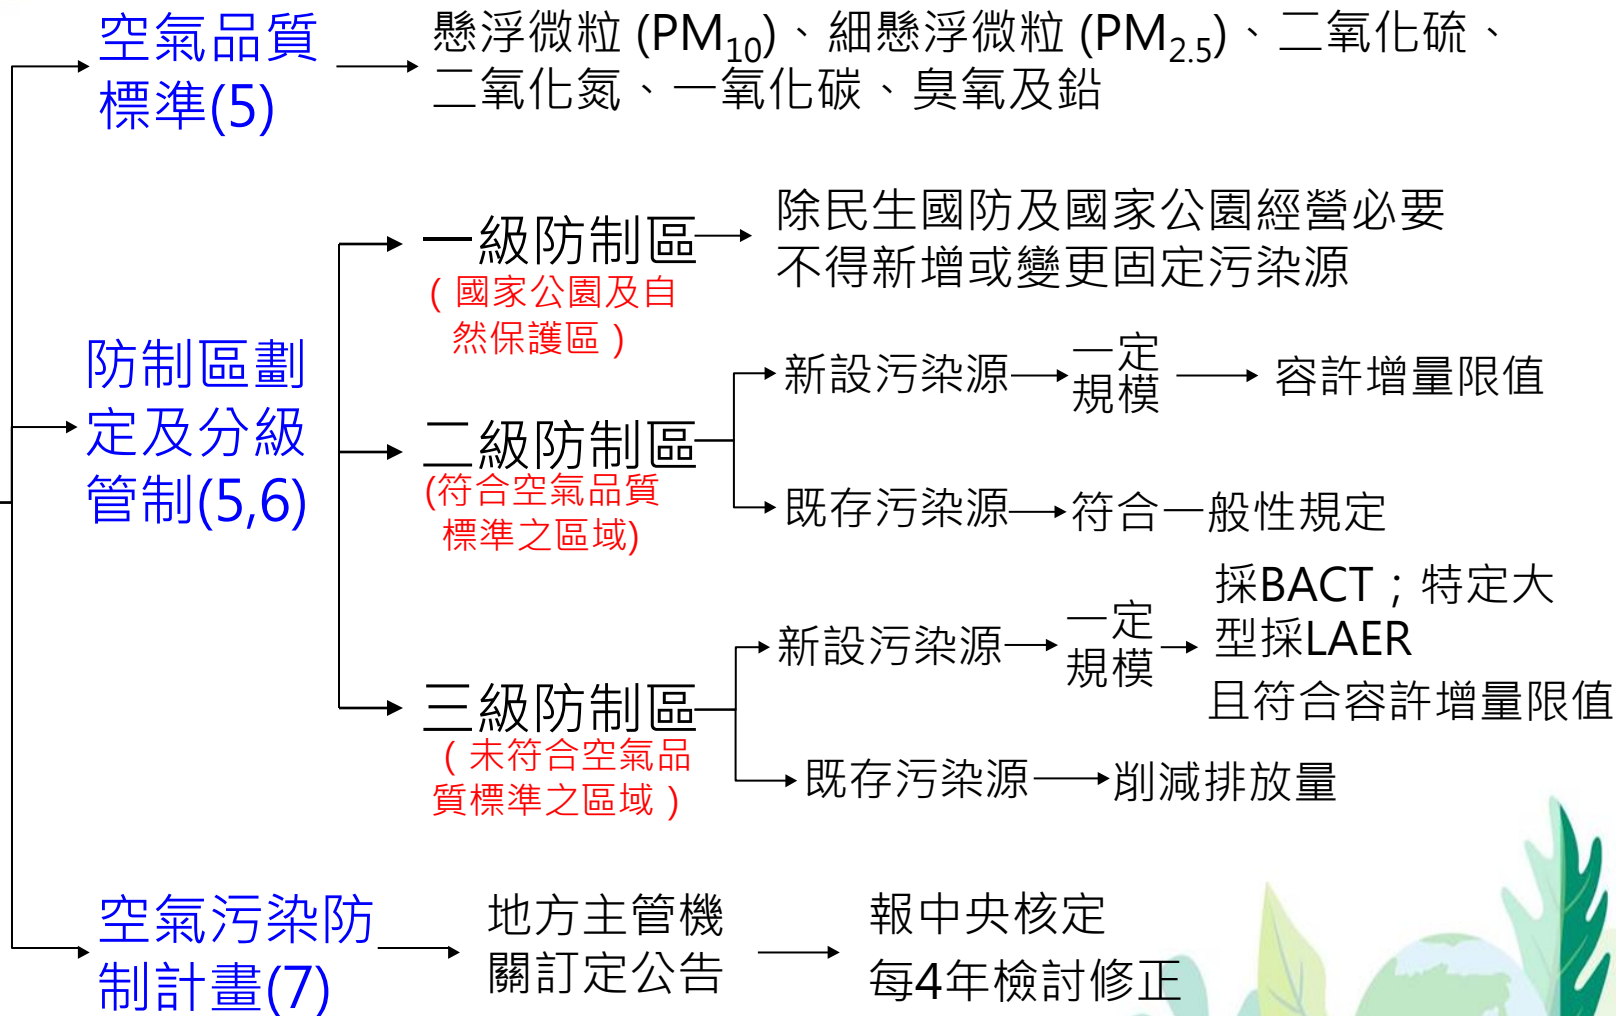 空氣品質
標準(5)
懸浮微粒 (PM10)、細懸浮微粒 (PM2.5)、二氧化硫、
二氧化氮、一氧化碳、臭氧及鉛
防制區劃
定及分級
管制(5,6)
一級防制區
(國家公園及自
然保護區)
除民生國防及國家公園經營必要
不得新增或變更固定污染源
二級防制區
(符合空氣品質
標準之區域)
新設污染源
一定
規模
容許增量限值
既存污染源
符合一般性規定
三級防制區
(未符合空氣品
質標準之區域)
新設污染源
一定
規模
採BACT；特定大
型採LAER
且符合容許增量限值
既存污染源
削減排放量
空氣污染防
制計畫(7)
地方主管機
關訂定公告
報中央核定
每4年檢討修正